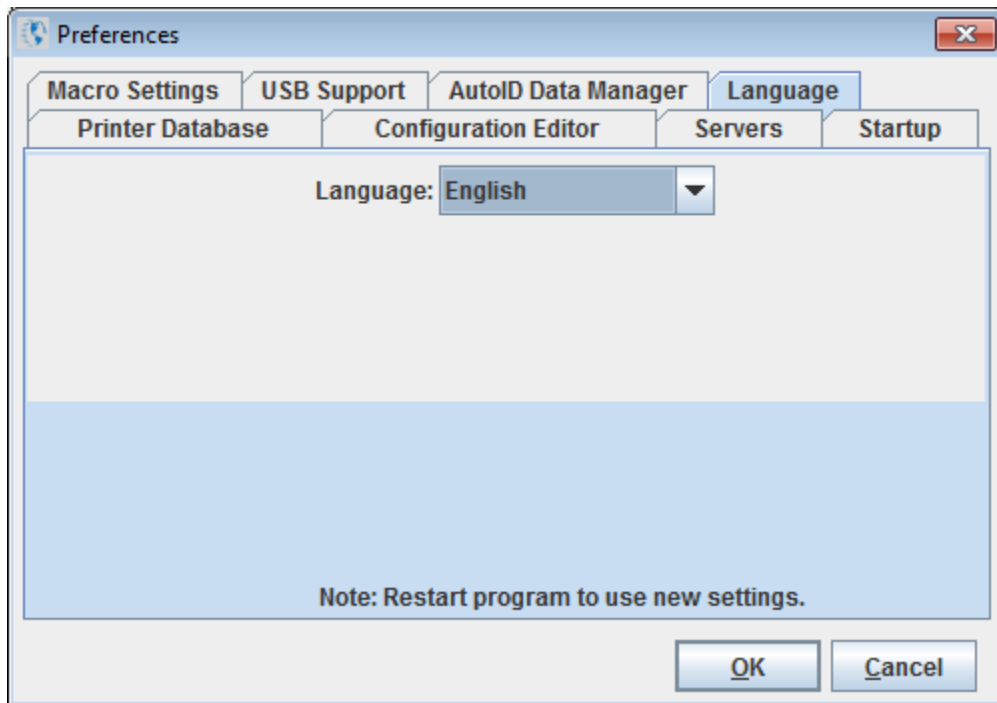 Preferences
Macro Settings USB Support AutoID Data Manager Language
Printer Database Configuration Editor Servers Startup
Language: English
Note: Restart program to use new settings.
OK Cancel